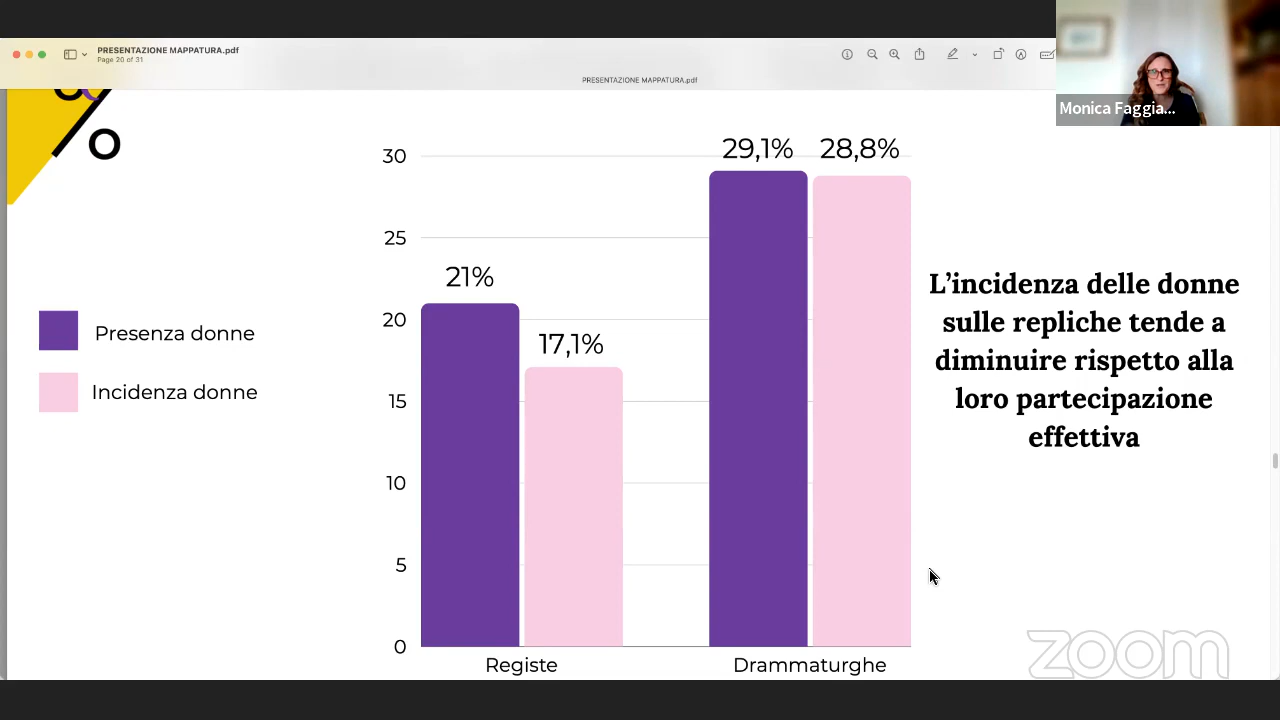 PRESENTAZIONE MAPPATURA.pdf
Page 20 of 31
PRESENTAZIONE MAPPATURA.pdf
Monica Faggia...
%
30
25
20
15
10
5
0
21%
17,1%
29,1%
28,8%
Registe
Drammaturghe
Presenza donne
Incidenza donne
L'incidenza delle donne
sulle repliche tende a
diminuire rispetto alla
loro partecipazione
effettiva
zoom